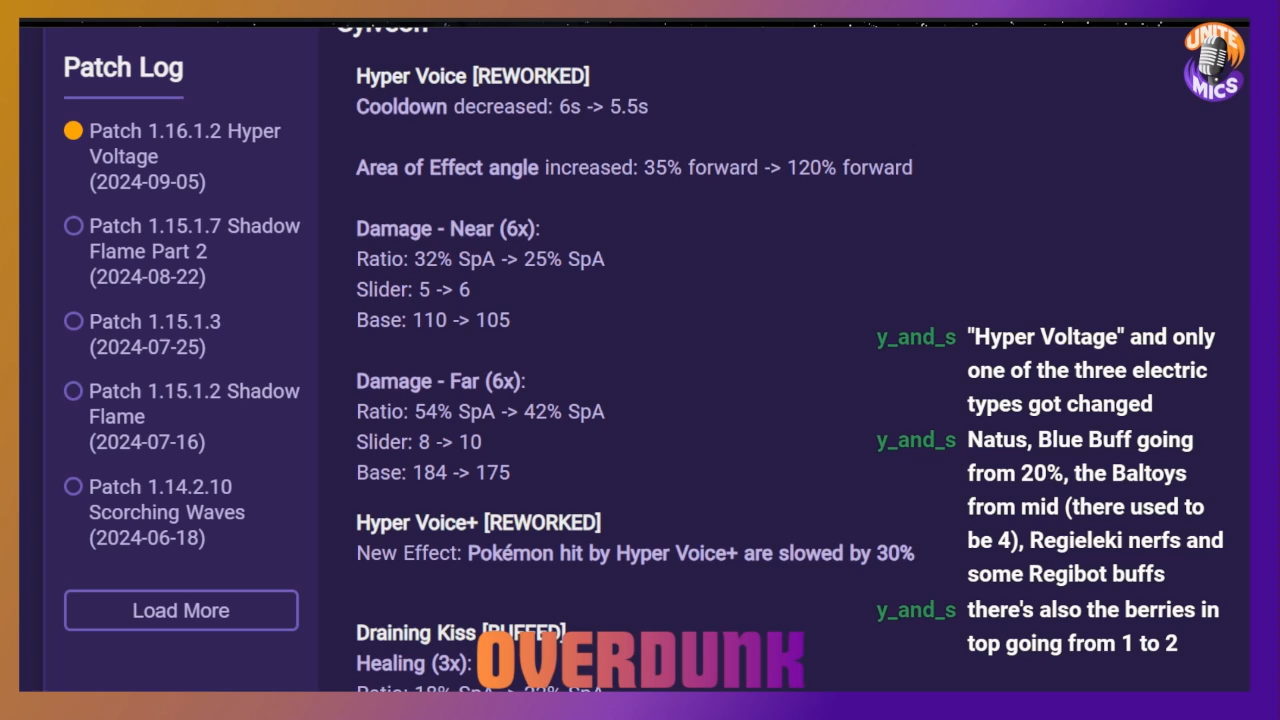 Sylveon
Patch Log
Patch 1.16.1.2 Hyper
Voltage
(2024-09-05)
Patch 1.15.1.7 Shadow
Flame Part 2
(2024-08-22)
Patch 1.15.1.3
(2024-07-25)
Patch 1.15.1.2 Shadow
Flame
(2024-07-16)
Patch 1.14.2.10
Scorching Waves
(2024-06-18)
Load More
Hyper Voice [REWORKED]
Cooldown decreased: 6s -> 5.5s
Area of Effect angle increased: 35% forward -> 120% forward
Damage - Near (6x):
Ratio: 32% SpA -> 25% SpA
Slider: 5 -> 6
Base: 110 -> 105
Damage - Far (6x):
Ratio: 54% SpA -> 42% SpA
Slider: 8 -> 10
Base: 184 -> 175
Hyper Voice+ [REWORKED]
New Effect: Pokémon hit by Hyper Voice+ are slowed by 30%
Draining Kiss [BUFFED]
Healing (3x):
Ratio: 18% SpA -> 22% SpA
OVERDUNK
UNITE
MICS
y_and_s "Hyper Voltage" and only
one of the three electric
types got changed
y_and_s Natus, Blue Buff going
from 20%, the Baltoys
from mid (there used to
be 4), Regieleki nerfs and
some Regibot buffs
y_and_s there's also the berries in
top going from 1 to 2